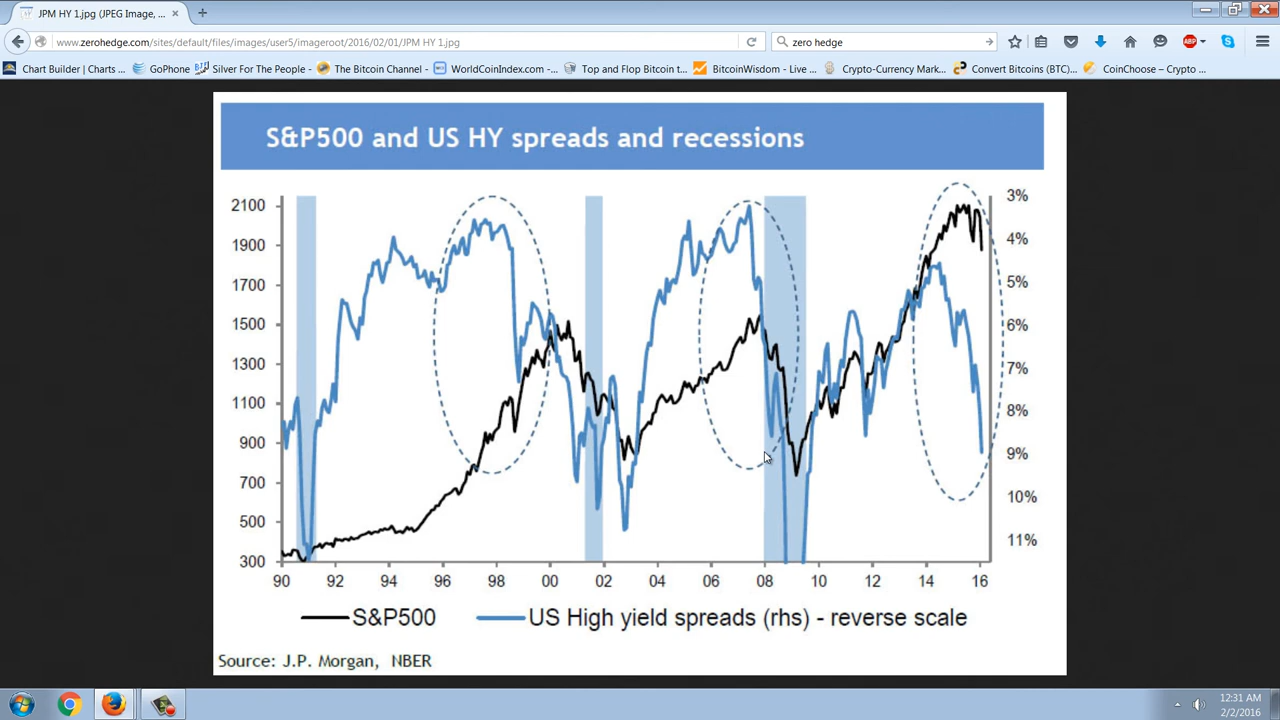 JPM HY 1.jpg (JPEG Image, ...
www.zerohedge.com/sites/default/files/images/user5/imageroot/2016/02/01/JPM HY 1.jpg
zero hedge
ABP
Chart Builder | Charts ...
GoPhone
Silver For The People - ...
The Bitcoin Channel - ...
WorldCoinIndex.com -...
Top and Flop Bitcoin t...
BitcoinWisdom - Live ...
Crypto-Currency Mark...
Convert Bitcoins (BTC)...
CoinChoose – Crypto ...
S&P500 and US HY spreads and recessions
2100
1900
1700
1500
1300
1100
900
700
500
300
3%
4%
5%
6%
7%
8%
9%
10%
11%
90 92 94 96 98 00 02 04 06 08 10 12 14 16
S&P500
US High yield spreads (rhs) - reverse scale
Source: J.P. Morgan, NBER
12:31 AM
2/2/2016